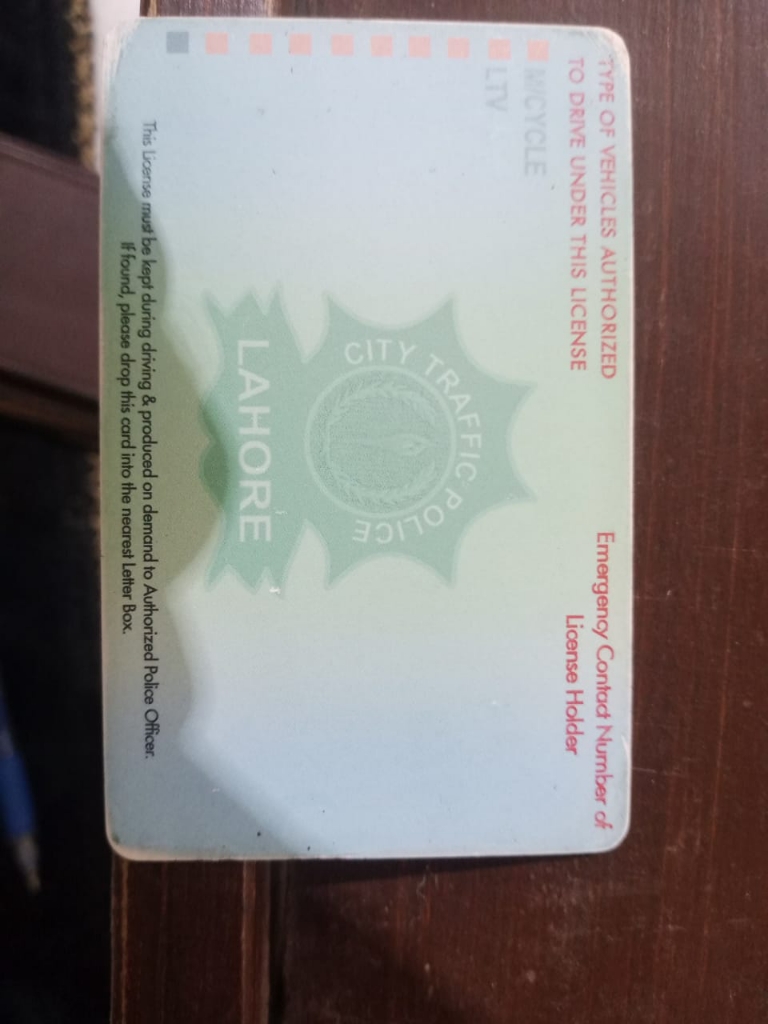 TYPE OF VEHICLES AUTHORIZED
TO DRIVE UNDER THIS LICENSE
M/CYCLE
LTV
Emergency Contact Number of
License Holder
CITY TRAFFIC POLICE
LAHORE
This License must be kept during driving & produced on demand to Authorized Police Officer.
If found, please drop this card into the nearest Letter Box.